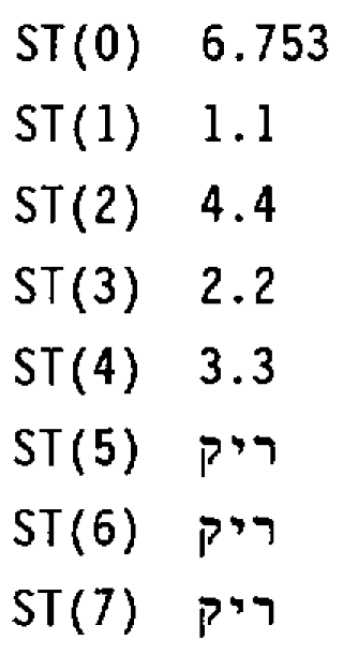 ST(0) 6.753
ST(1) 1.1
ST(2) 4.4
ST(3) 2.2
ST(4) 3.3
ST(5) ריק
ST(6) ריק
ST(7) ריק